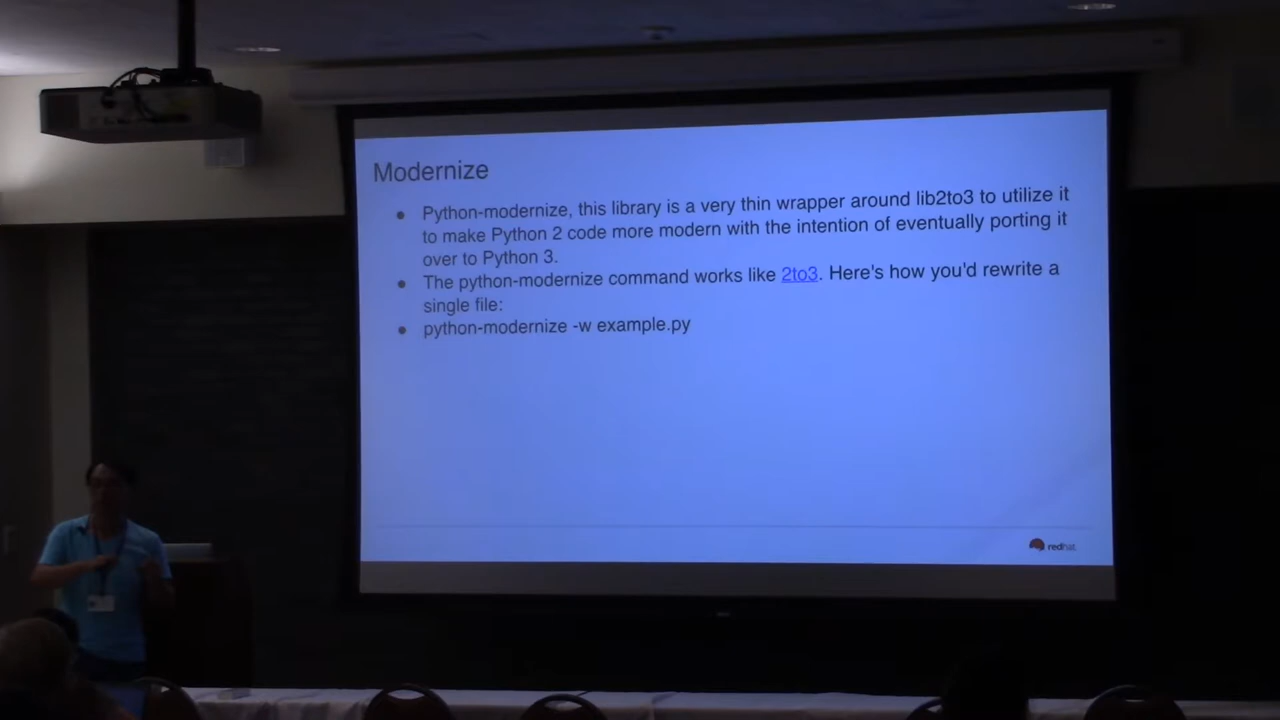 Modernize
● Python-modernize, this library is a very thin wrapper around lib2to3 to utilize it
to make Python 2 code more modern with the intention of eventually porting it
over to Python 3.
● The python-modernize command works like 2to3. Here's how you'd rewrite a
single file:
● python-modernize -w example.py
redhat